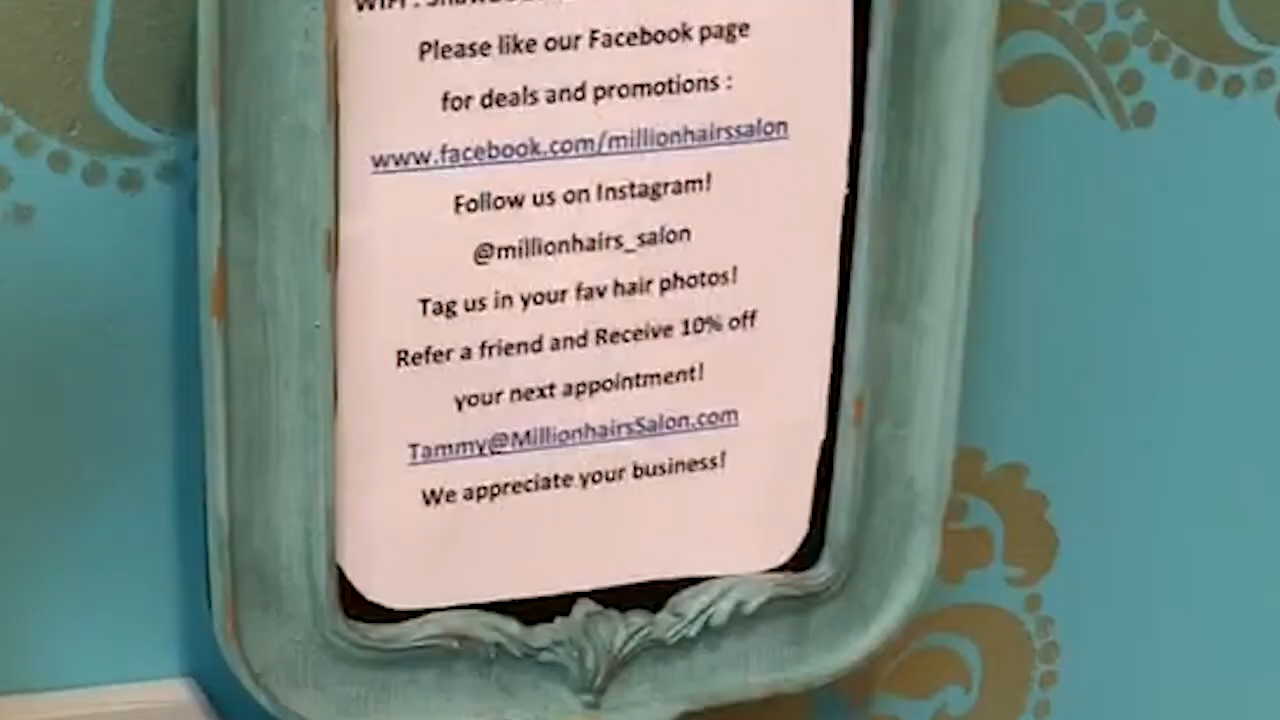 WIFI :
Please like our Facebook page
for deals and promotions :
www.facebook.com/millionhairssalon
Follow us on Instagram!
@millionhairs_salon
Tag us in your fav hair photos!
Refer a friend and Receive 10% off
your next appointment!
Tammy@MillionhairsSalon.com
We appreciate your business!